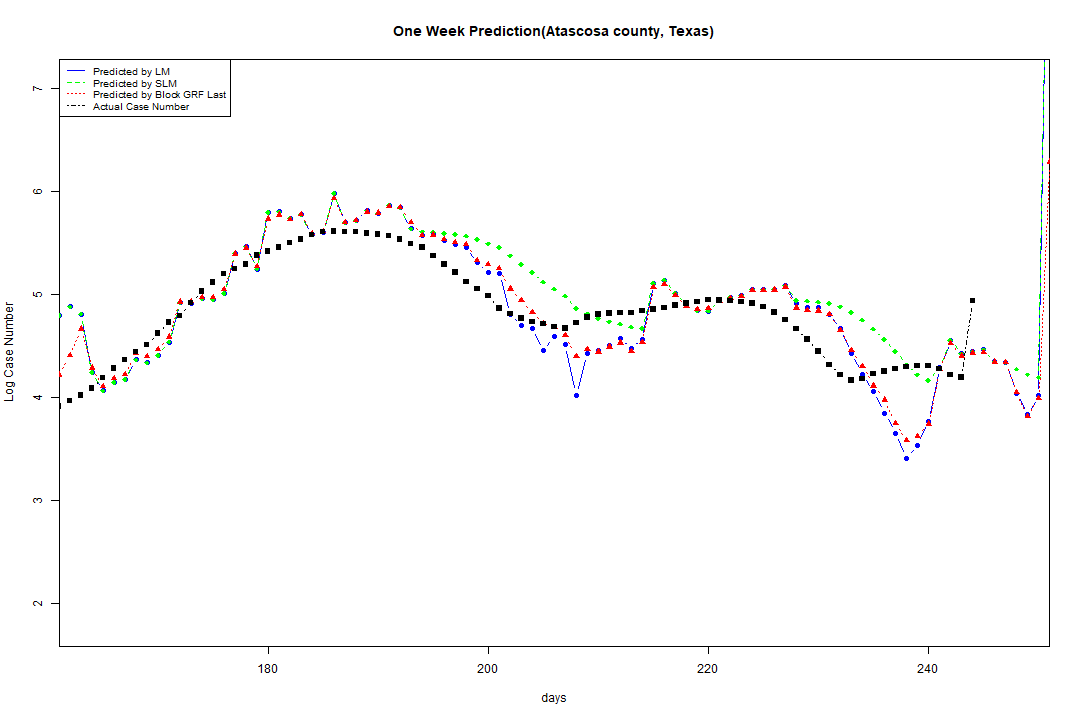 One Week Prediction(Atascosa county, Texas)
Predicted by LM
Predicted by SLM
Predicted by Block GRF Last
Actual Case Number
Log Case Number
7
6
5
4
3
2
180
200
220
240
days